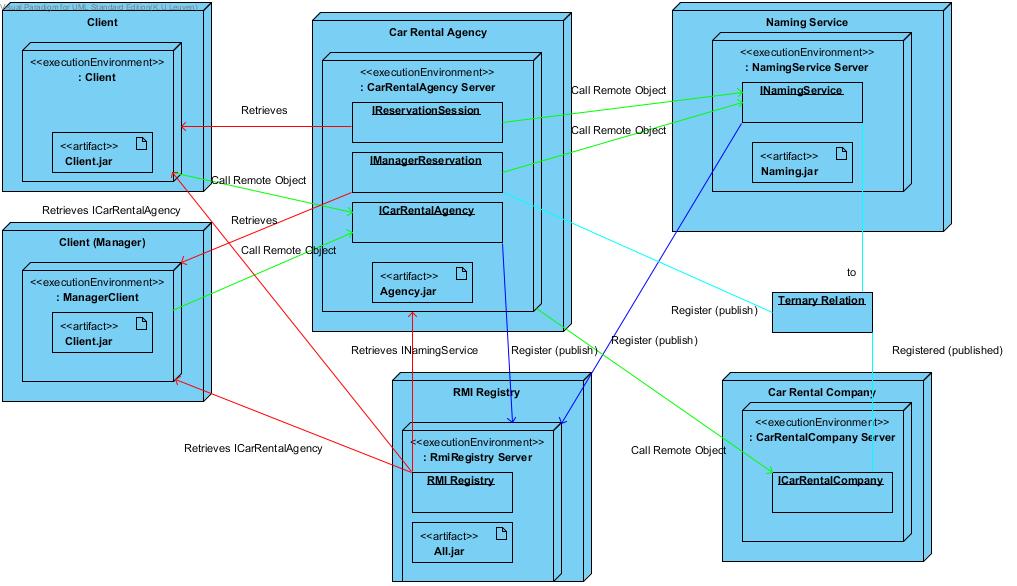 Visual Paradigm for UML Standard Edition(K.U.Leuven)
Client
<<executionEnvironment>>
: Client
<<artifact>>
Client.jar
Car Rental Agency
<<executionEnvironment>>
: CarRentalAgency Server
IReservationSession
IManagerReservation
ICarRentalAgency
<<artifact>>
Agency.jar
Naming Service
<<executionEnvironment>>
: NamingService Server
INamingService
<<artifact>>
Naming.jar
Retrieves
Call Remote Object
Call Remote Object
Call Remote Object
Retrieves ICarRentalAgency
Retrieves
Call Remote Object
Client (Manager)
<<executionEnvironment>>
: ManagerClient
<<artifact>>
Client.jar
to
Ternary Relation
Register (publish)
Register (publish)
Registered (published)
Retrieves INamingService
Register (publish)
RMI Registry
<<executionEnvironment>>
: RmiRegistry Server
RMI Registry
<<artifact>>
All.jar
Retrieves ICarRentalAgency
Call Remote Object
Car Rental Company
<<executionEnvironment>>
: CarRentalCompany Server
ICarRentalCompany